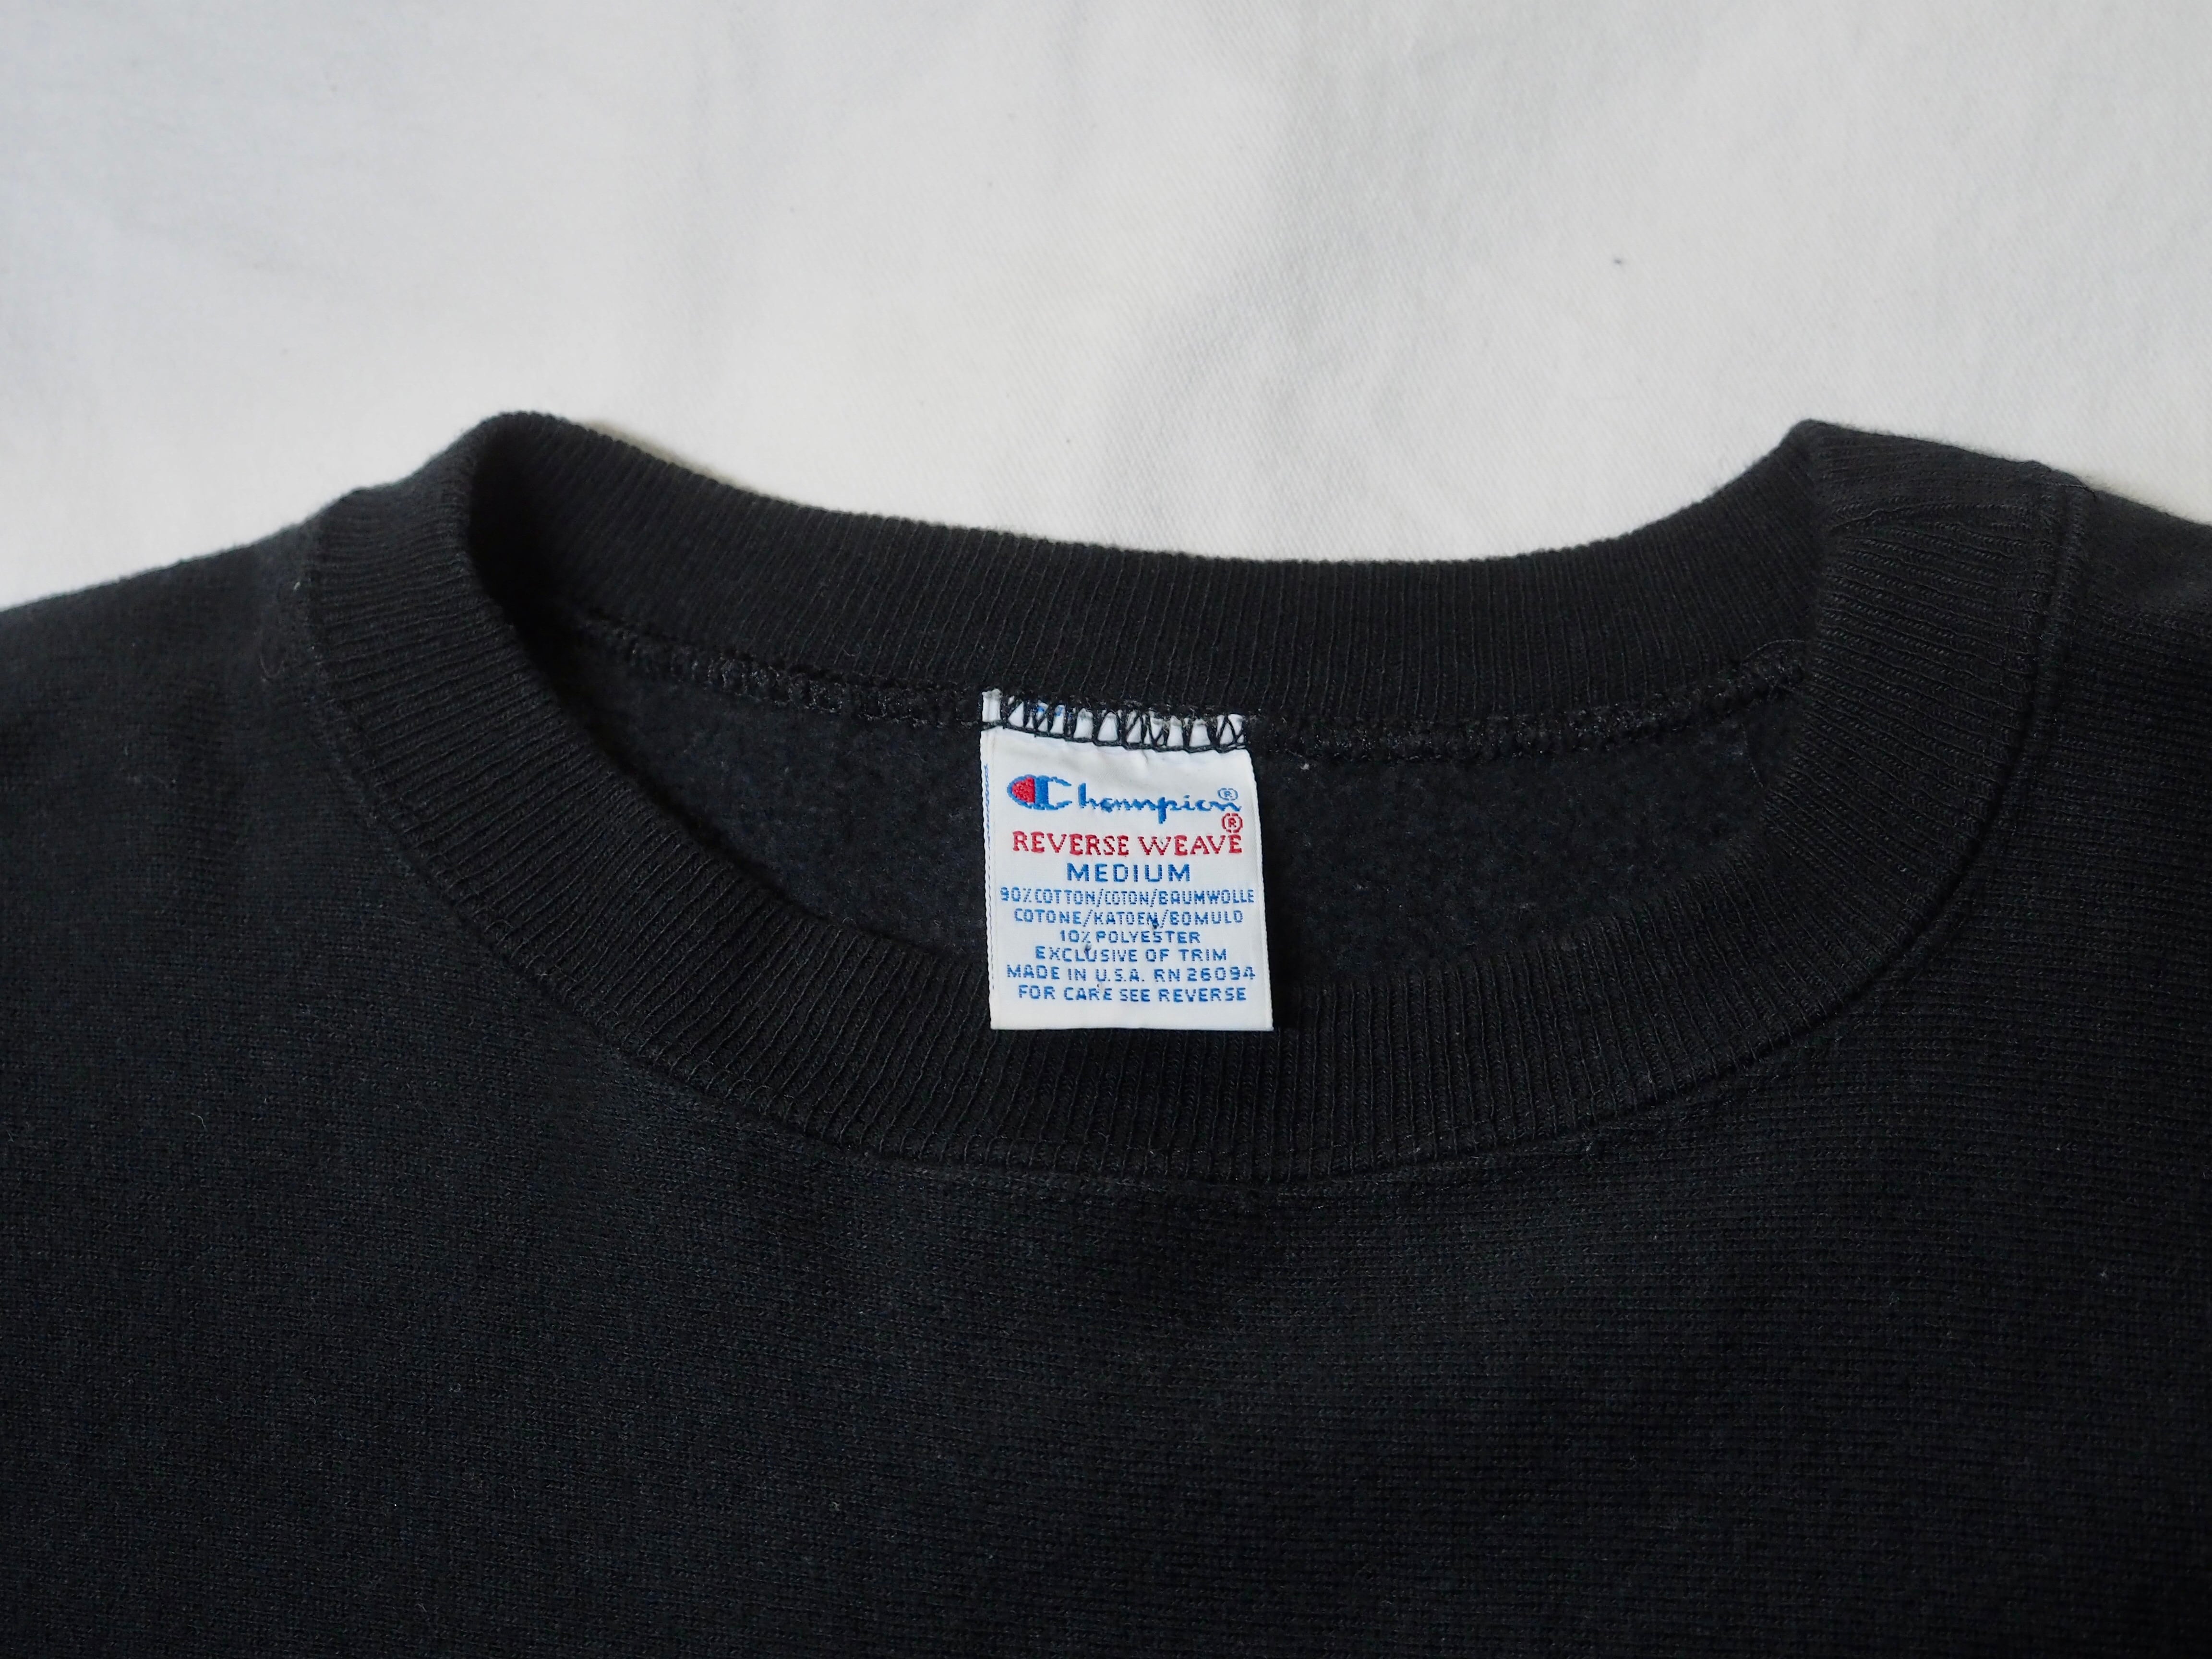 Champion®
REVERSE WEAVE®
MEDIUM
90% COTTON/COTON/BAUMWOLLE
COTONE/KATOEN/BOMULD
10% POLYESTER
EXCLUSIVE OF TRIM
MADE IN U.S.A. RN 26094
FOR CARE SEE REVERSE